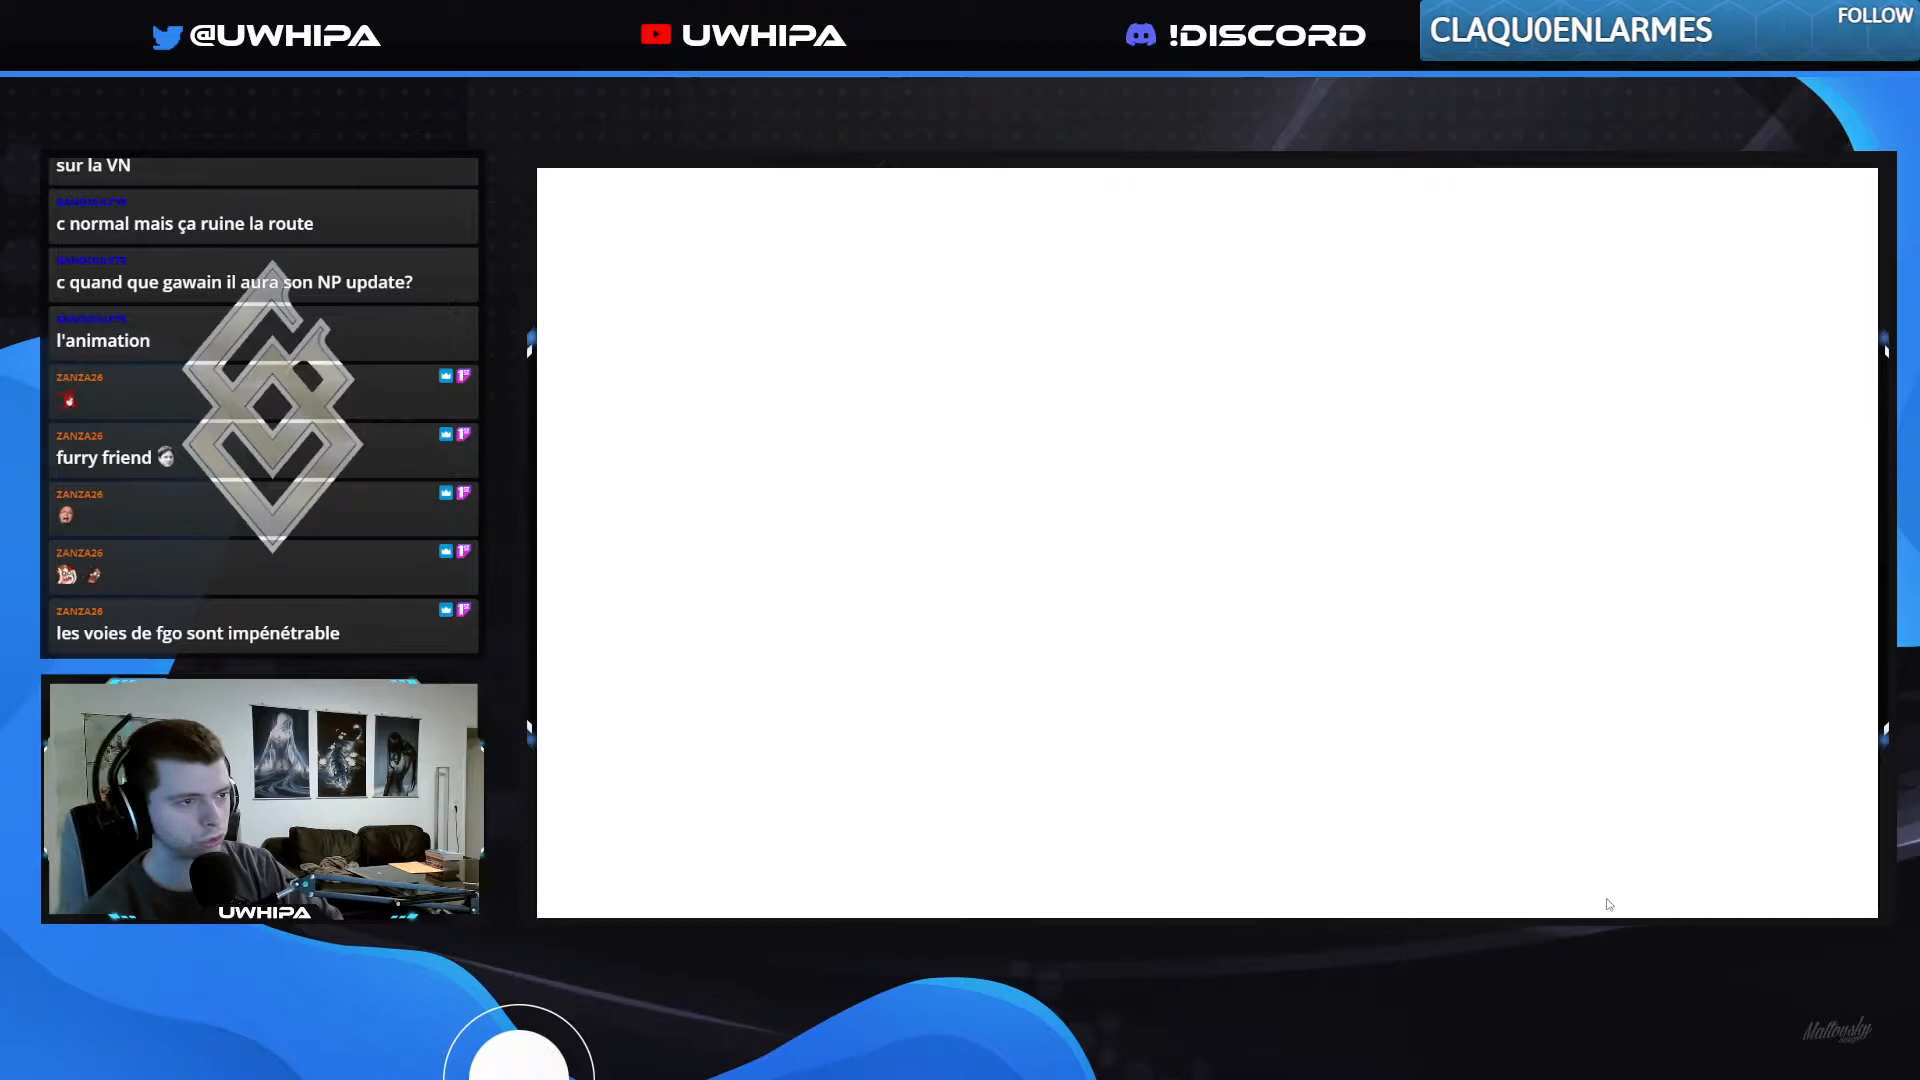 @UWHIPA
UWHIPA
!DISCORD
CLAQU0ENLARMES
FOLLOW
sur la VN
c normal mais ça ruine la route
c quand que gawain il aura son NP update?
l'animation
ZANZA26
ZANZA26
furry friend
ZANZA26
ZANZA26
ZANZA26
les voies de fgo sont impénétrable
UWHIPA
Mattovsky